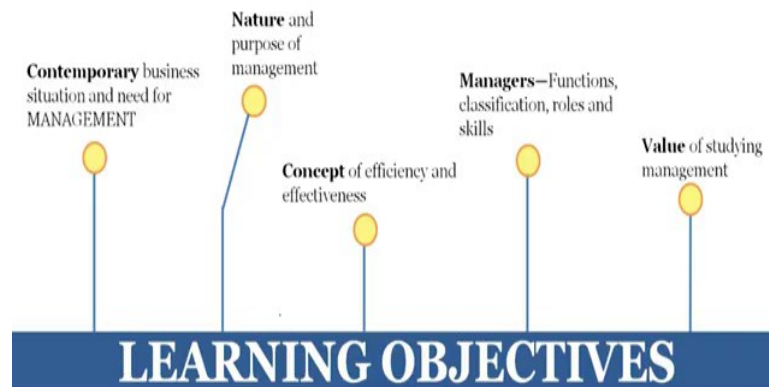 Contemporary business
situation and need for
MANAGEMENT
Nature and
purpose of
management
Concept of efficiency and
effectiveness
Managers—Functions,
classification, roles and
skills
Value of studying
management
LEARNING OBJECTIVES